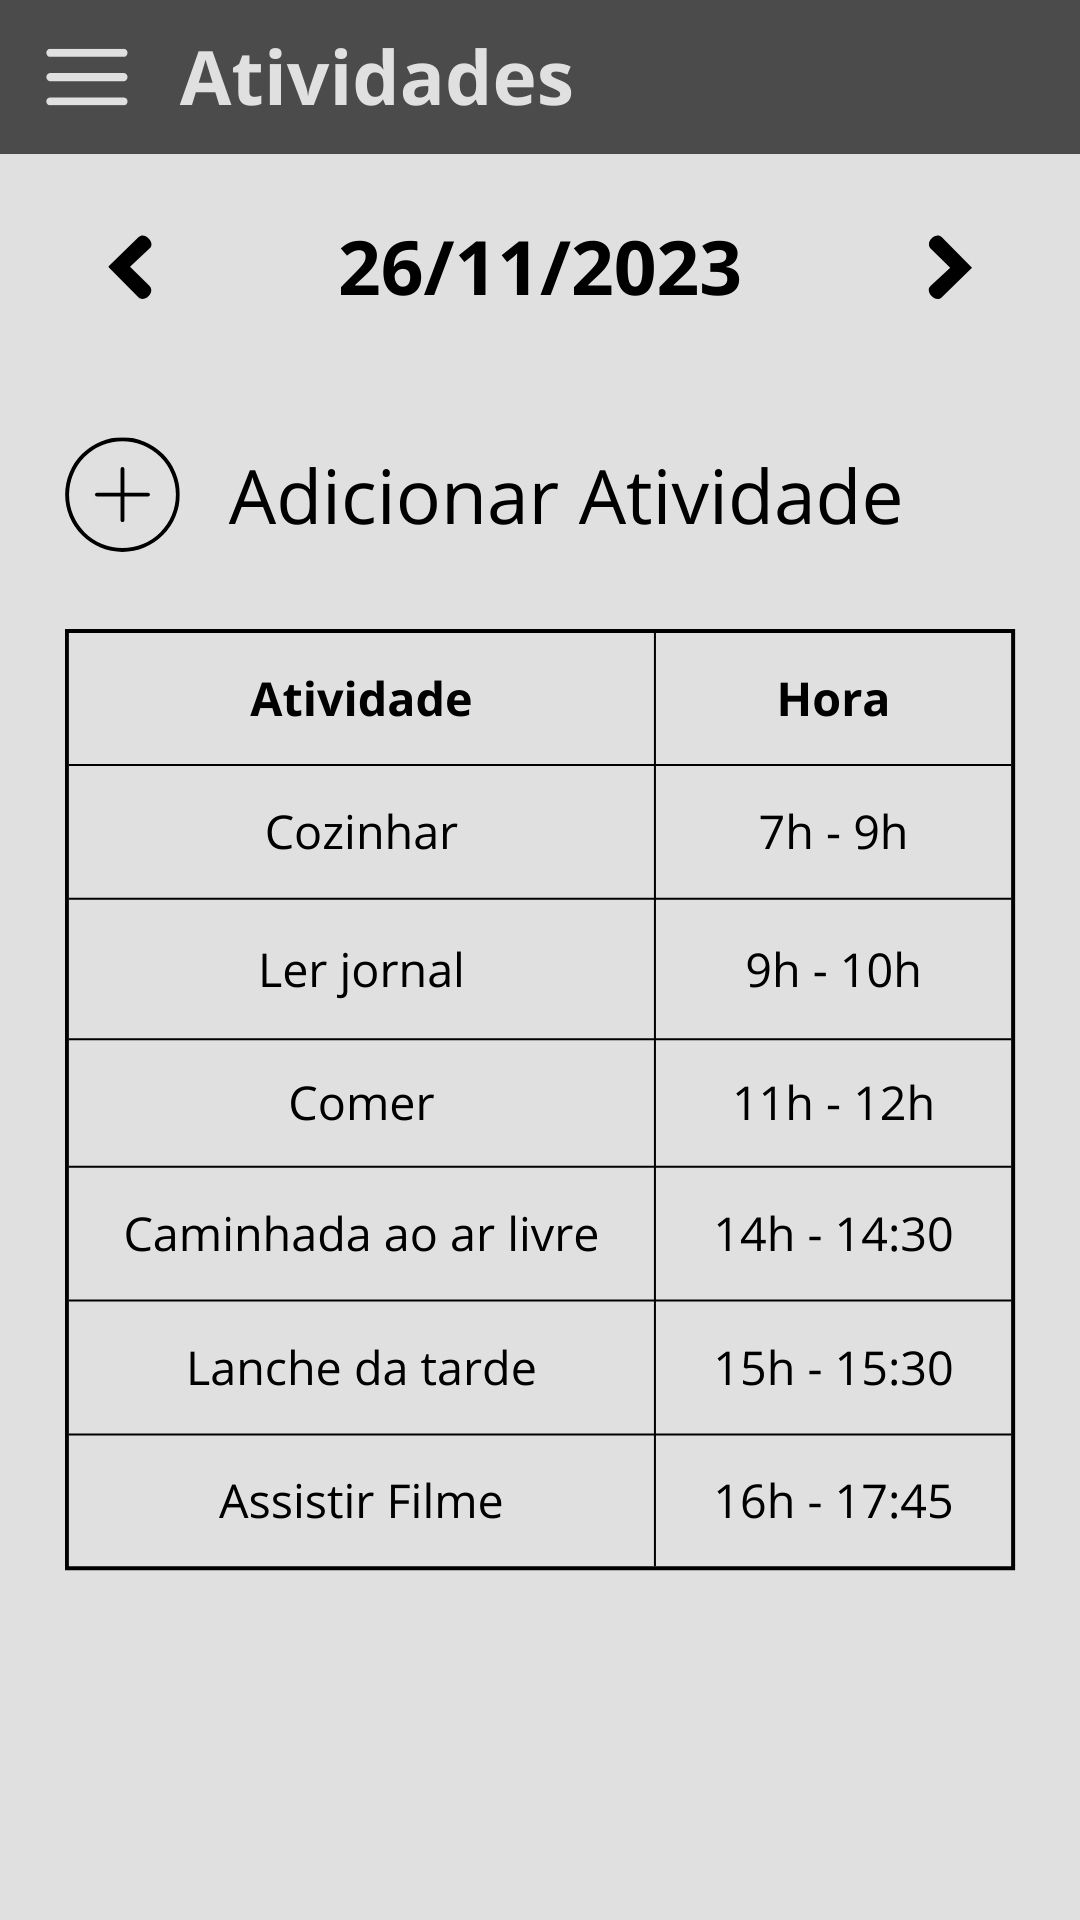 Atividades
26/11/2023
Adicionar Atividade
Atividade Hora
Cozinhar 7h - 9h
Ler jornal 9h - 10h
Comer 11h - 12h
Caminhada ao ar livre 14h - 14:30
Lanche da tarde 15h - 15:30
Assistir Filme 16h - 17:45